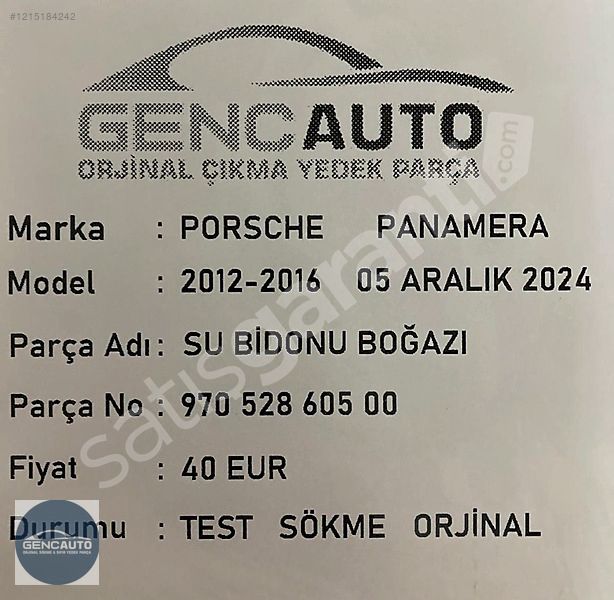 #1215184242
GENCAUTO
ORJİNAL ÇIKMA YEDEK PARÇA
Marka : PORSCHE PANAMERA
Model : 2012-2016 05 ARALIK 2024
Parça Adı : SU BİDONU BOĞAZI
Parça No : 970 528 605 00
Fiyat : 40 EUR
Durumu : TEST SÖKME ORJİNAL
satışgaranti.com
GENCAUTO